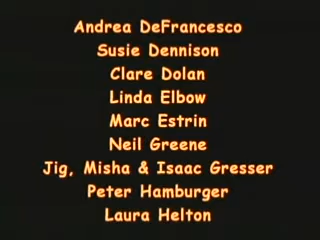 Andrea DeFrancesco
Susie Dennison
Clare Dolan
Linda Elbow
Marc Estrin
Neil Greene
Jig, Misha & Isaac Gresser
Peter Hamburger
Laura Helton